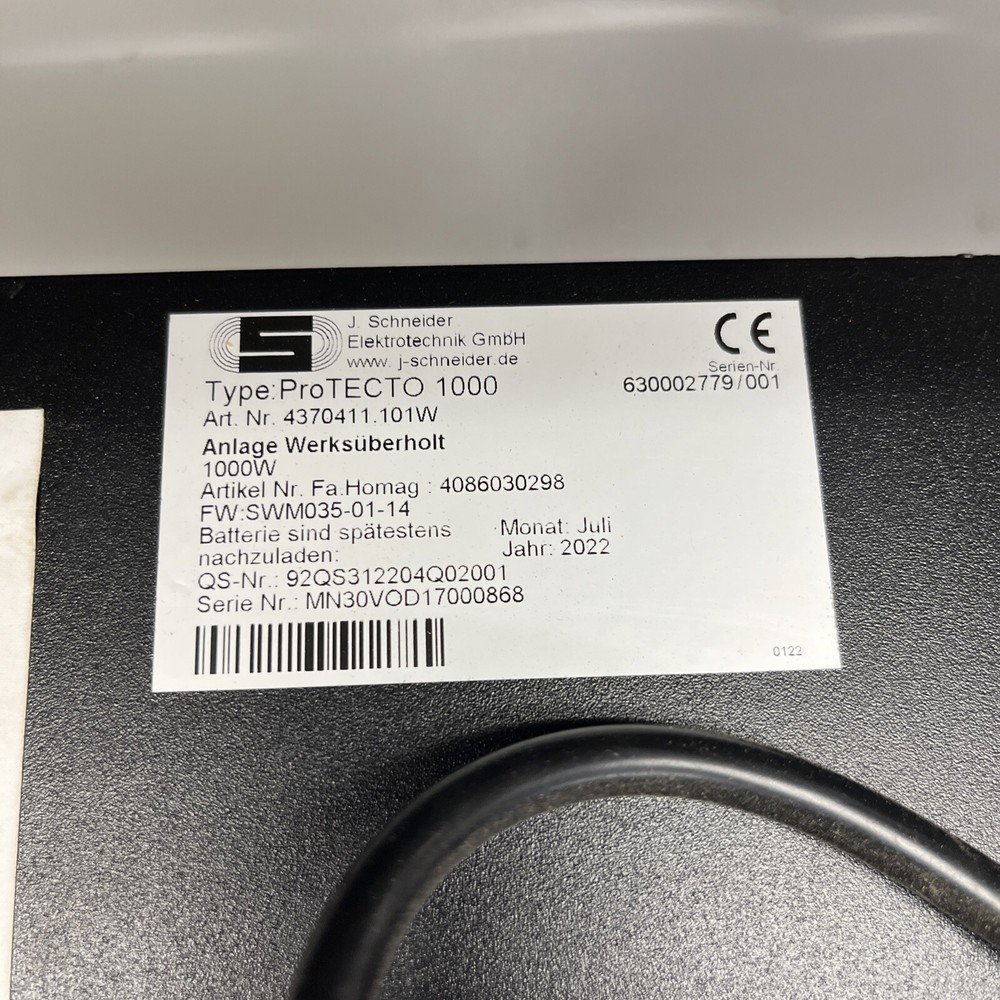 J. Schneider
Elektrotechnik GmbH
www. j-schneider.de
CE
Serien-Nr.
630002779/001
Type:ProTECTO 1000
Art. Nr. 4370411.101W
Anlage Werksüberholt
1000W
Artikel Nr. Fa.Homag : 4086030298
FW:SWM035-01-14
Batterie sind spätestens Monat: Juli
nachzuladen: Jahr: 2022
QS-Nr.: 92QS312204Q02001
Serie Nr.: MN30VOD17000868
0122